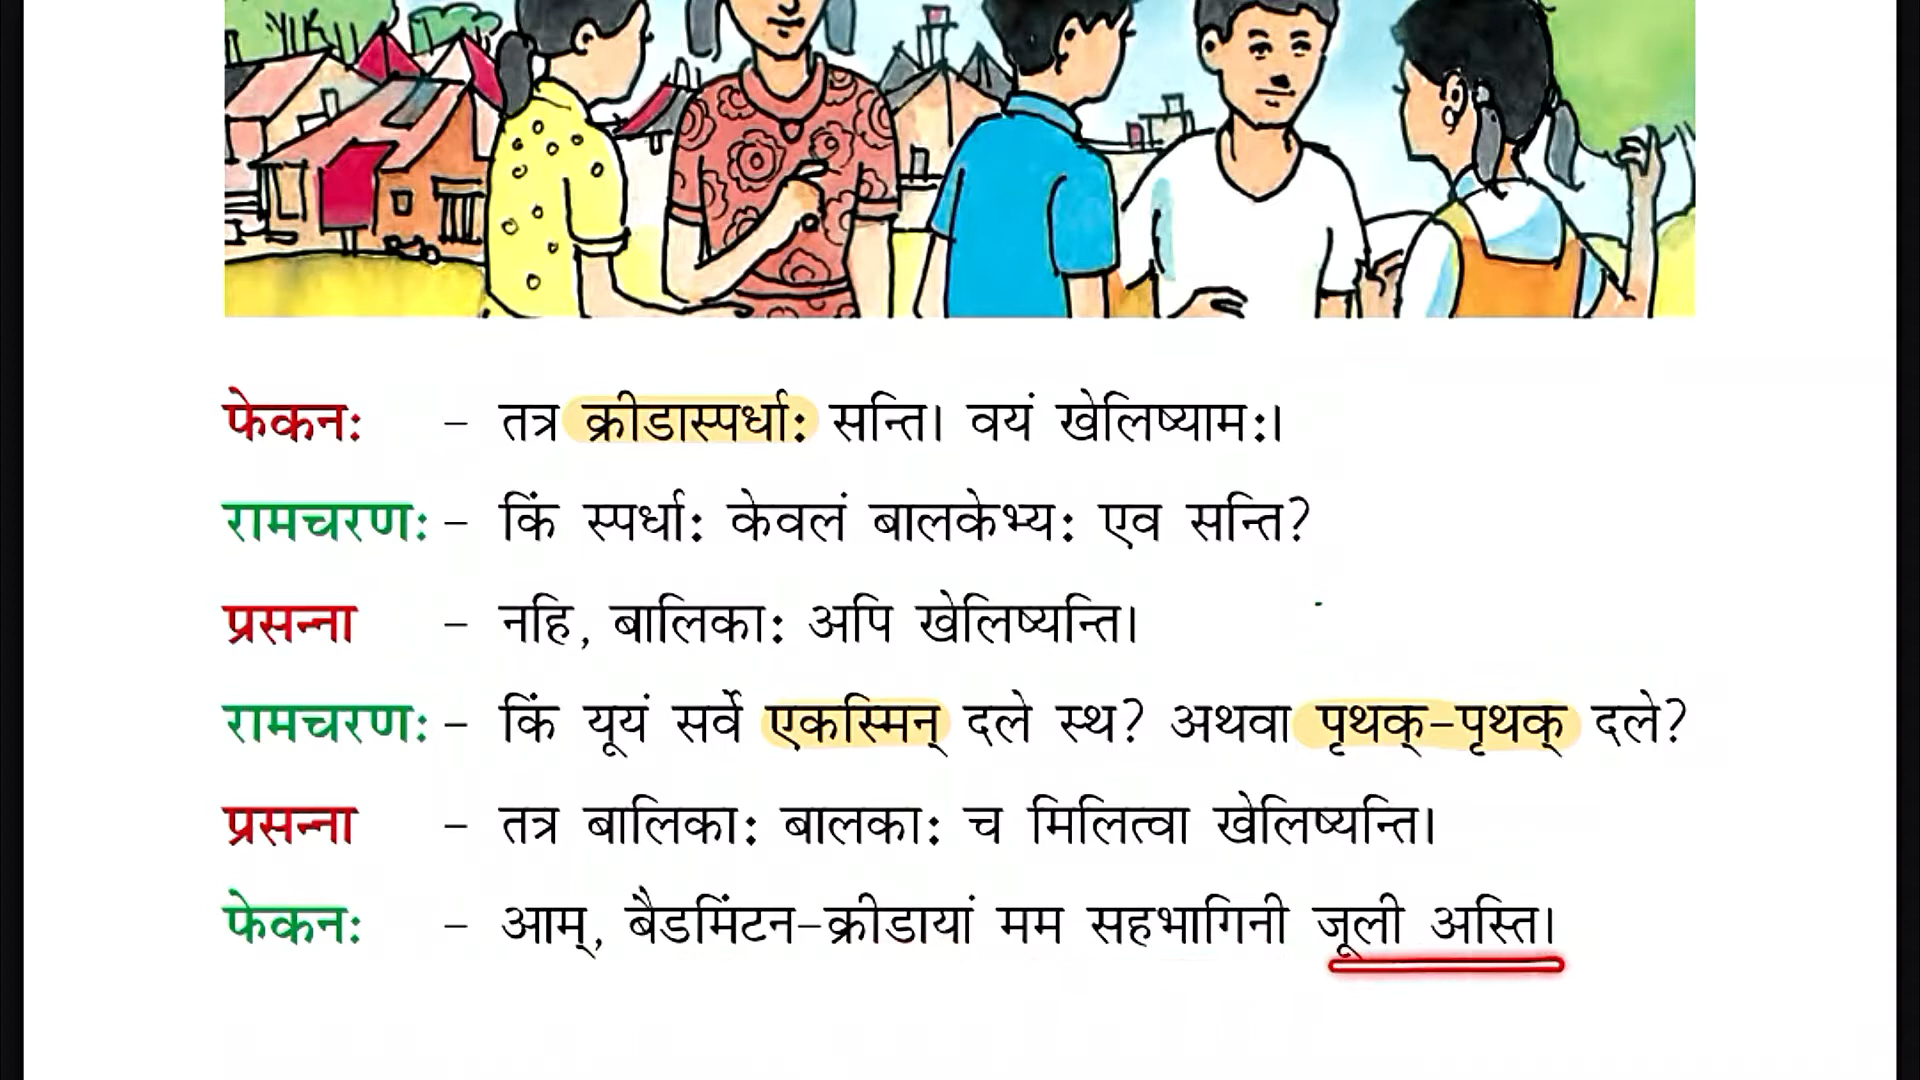 फेकनः – तत्र क्रीडास्पर्धाः सन्ति। वयं खेलिष्यामः।
रामचरणः – किं स्पर्धाः केवलं बालकेभ्यः एव सन्ति?
प्रसन्ना – नहि, बालिकाः अपि खेलिष्यन्ति।
रामचरणः – किं यूयं सर्वे एकस्मिन् दले स्थ? अथवा पृथक्-पृथक् दले?
प्रसन्ना – तत्र बालिकाः बालकाः च मिलित्वा खेलिष्यन्ति।
फेकनः – आम्, बैडमिंटन-क्रीडायां मम सहभागिनी जूली अस्ति।